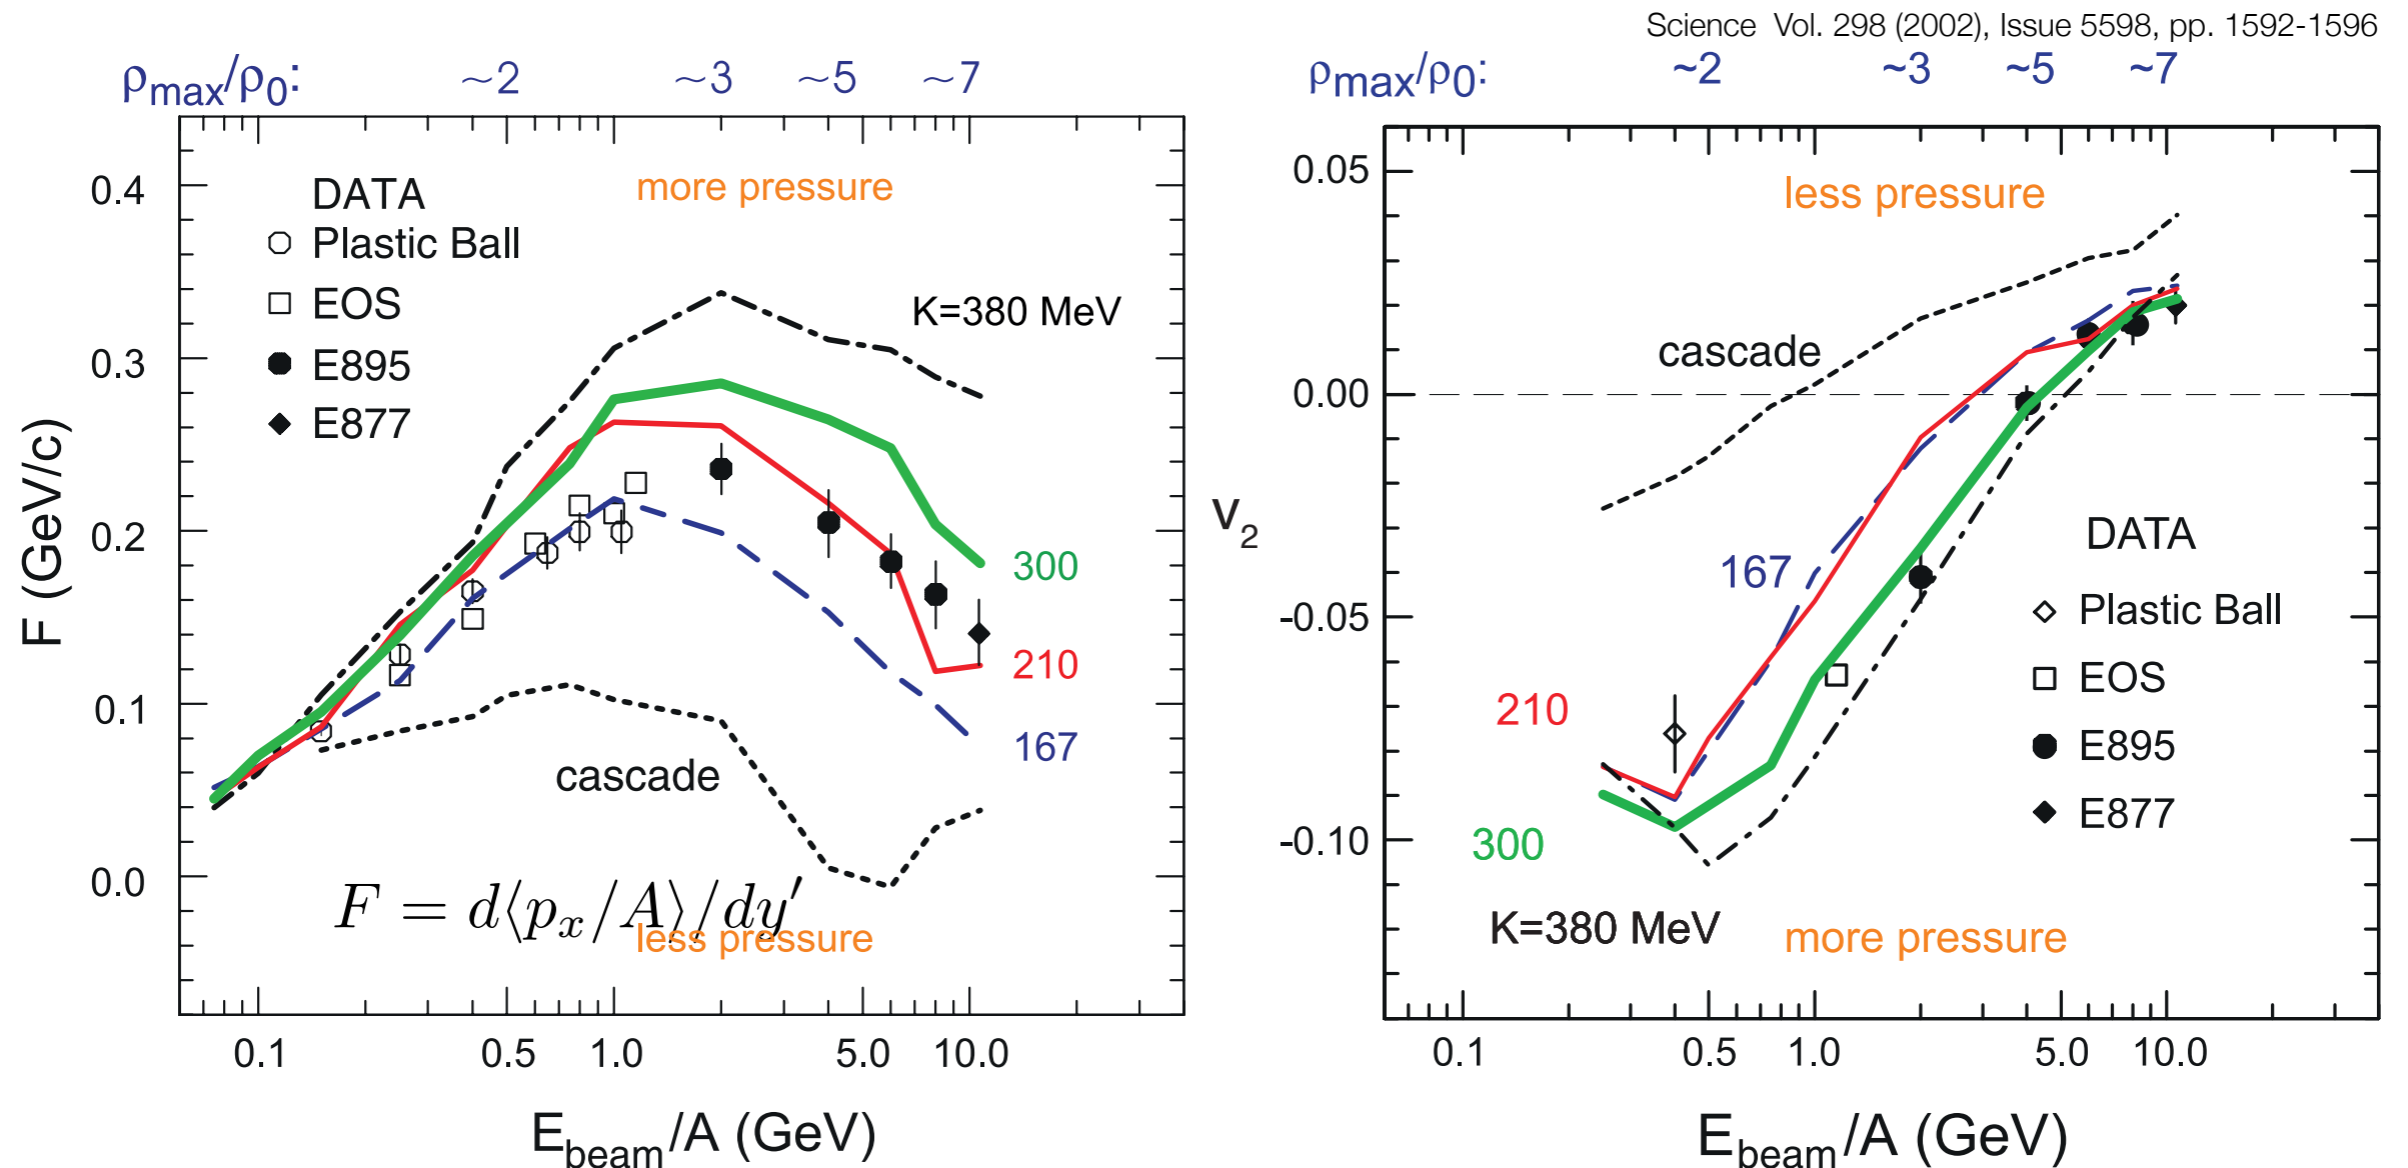 Science Vol. 298 (2002), Issue 5598, pp. 1592-1596
ρmax/ρ0: ~2 ~3 ~5 ~7
more pressure
DATA
Plastic Ball
EOS
E895
E877
K=380 MeV
300
210
167
cascade
F = d⟨px/A⟩/dy′
less pressure
F (GeV/c)
0.4
0.3
0.2
0.1
0.0
0.1 0.5 1.0 5.0 10.0
Ebeam/A (GeV)
ρmax/ρ0: ~2 ~3 ~5 ~7
less pressure
cascade
167
210
300
DATA
Plastic Ball
EOS
E895
E877
K=380 MeV
more pressure
v2
0.05
0.00
-0.05
-0.10
0.1 0.5 1.0 5.0 10.0
Ebeam/A (GeV)